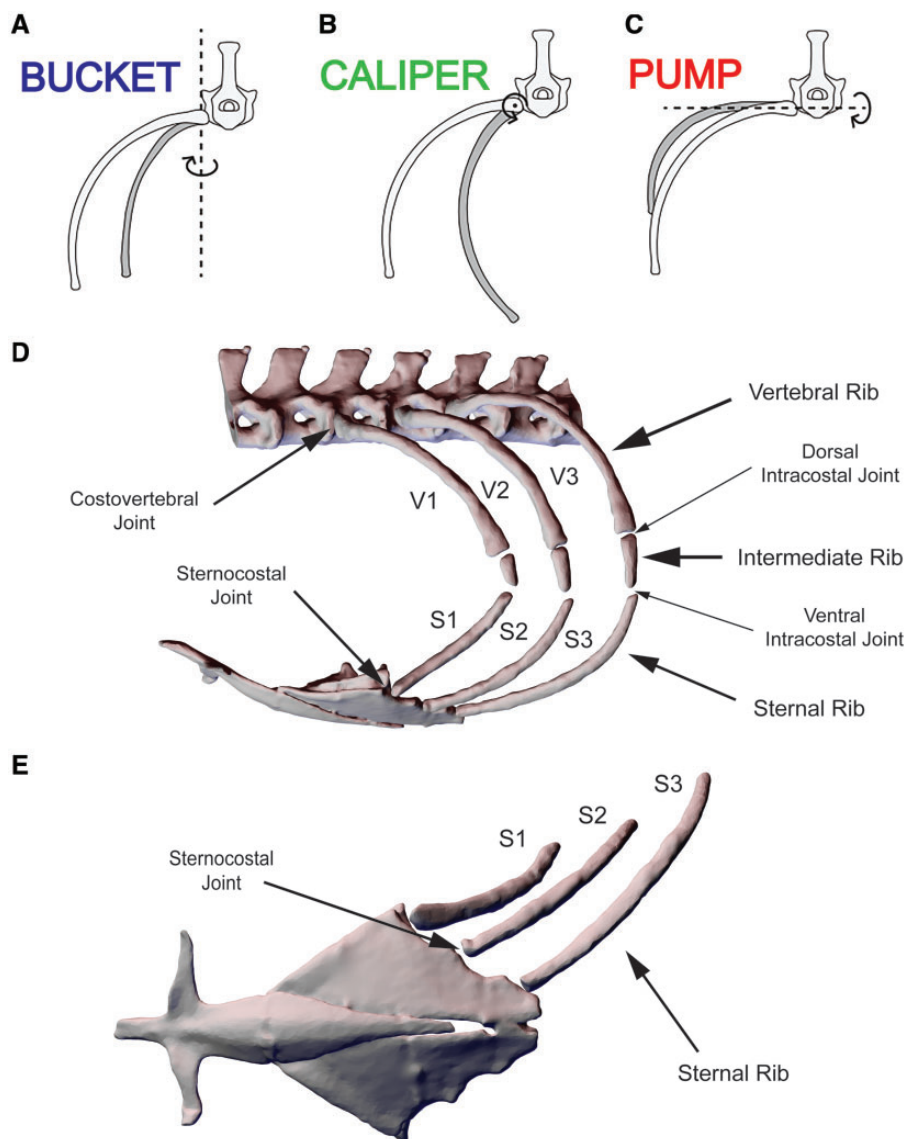 A
BUCKET
B
CALIPER
C
PUMP
D
Vertebral Rib
Dorsal
Intracostal Joint
V1
V2
V3
Costovertebral
Joint
Intermediate Rib
Sternocostal
Joint
S1
S2
S3
Ventral
Intracostal Joint
Sternal Rib
E
S3
S2
S1
Sternocostal
Joint
Sternal Rib